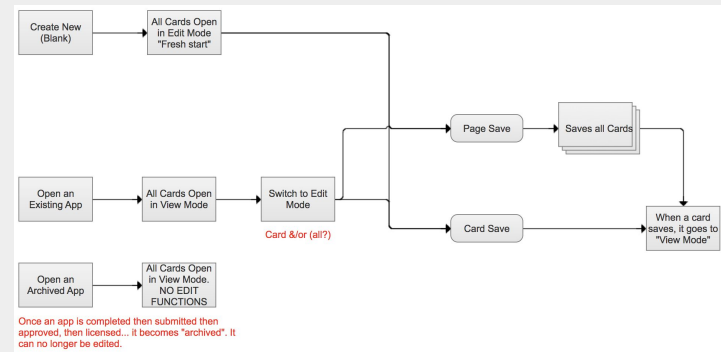 Create New
(Blank)
All Cards Open
in Edit Mode
"Fresh start"
Page Save
Saves all Cards
Open an
Existing App
All Cards Open
in View Mode
Switch to Edit
Mode
Card &/or (all?)
Card Save
When a card
saves, it goes to
"View Mode"
Open an
Archived App
All Cards Open
in View Mode.
NO EDIT
FUNCTIONS
Once an app is completed then submitted then
approved, then licensed... it becomes "archived". It
can no longer be edited.